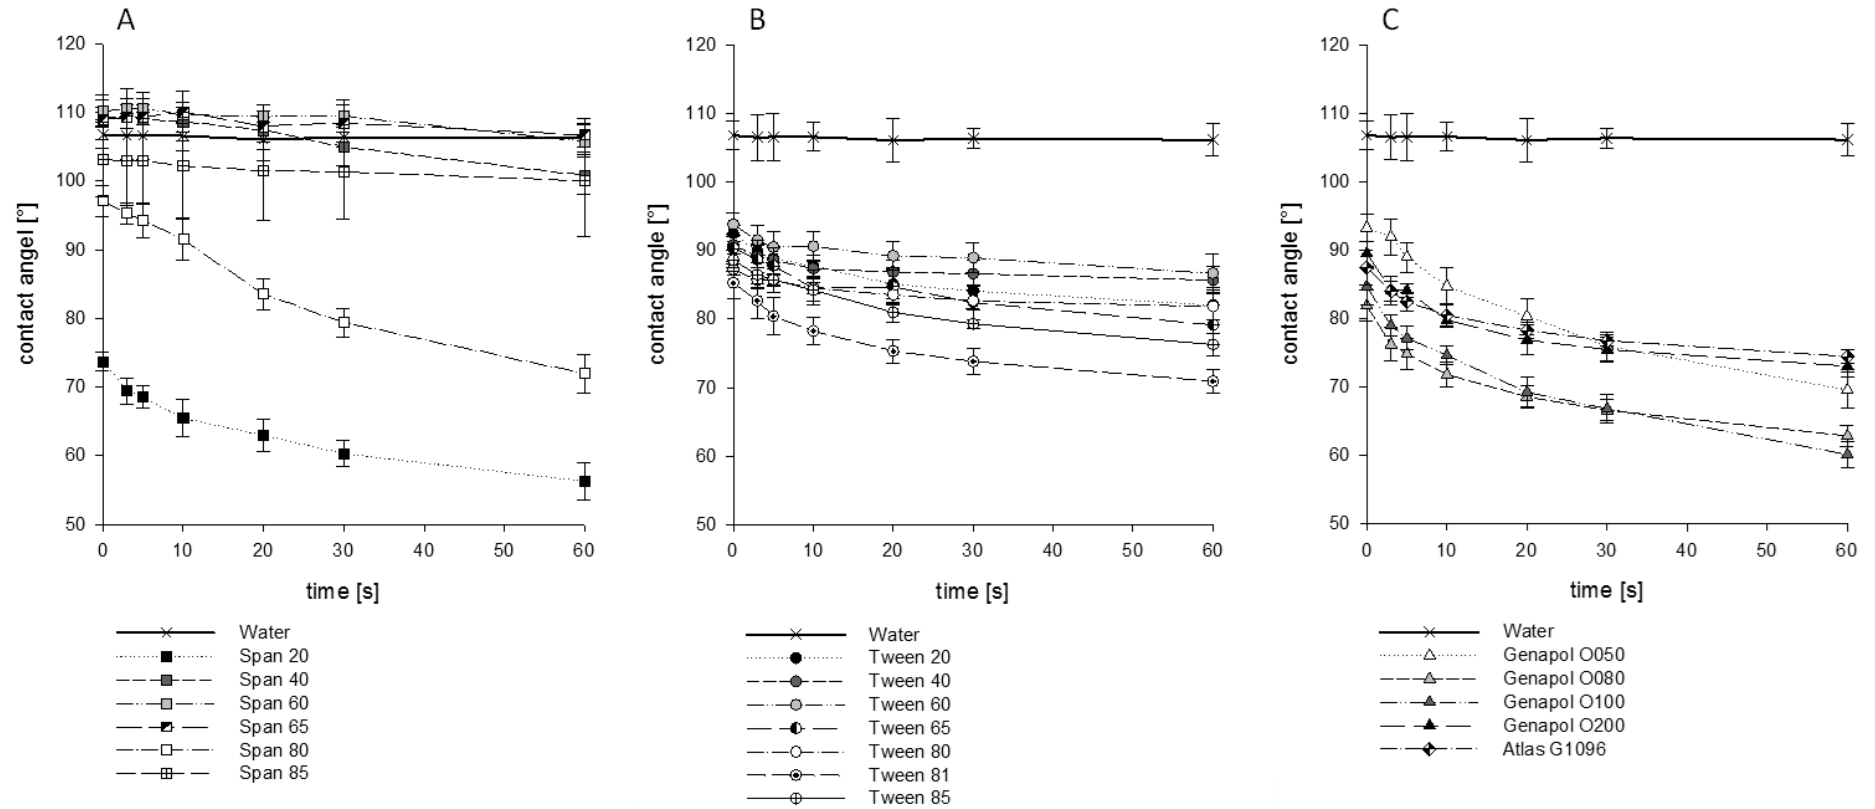 A
120
110
100
90
80
70
60
50
0 10 20 30 40 50 60
contact angel [°]
time [s]
Water
Span 20
Span 40
Span 60
Span 65
Span 80
Span 85
B
120
110
100
90
80
70
60
50
0 10 20 30 40 50 60
contact angle [°]
time [s]
Water
Tween 20
Tween 40
Tween 60
Tween 65
Tween 80
Tween 81
Tween 85
C
120
110
100
90
80
70
60
50
0 10 20 30 40 50 60
contact angle [°]
time [s]
Water
Genapol O050
Genapol O080
Genapol O100
Genapol O200
Atlas G1096